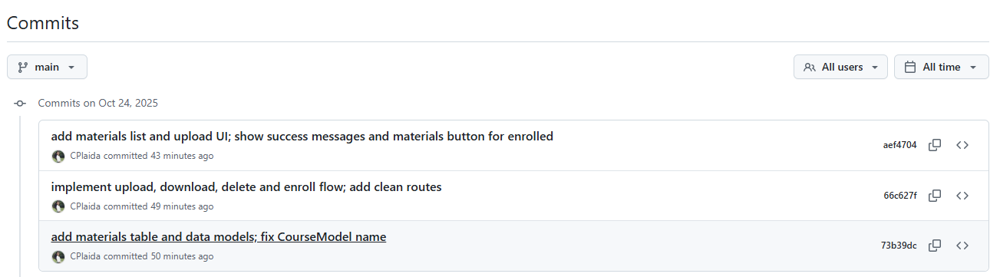 Commits
main
All users
All time
Commits on Oct 24, 2025
add materials list and upload UI; show success messages and materials button for enrolled
CPlaida committed 43 minutes ago
aef4704
implement upload, download, delete and enroll flow; add clean routes
CPlaida committed 49 minutes ago
66c627f
add materials table and data models; fix CourseModel name
CPlaida committed 50 minutes ago
73b39dc